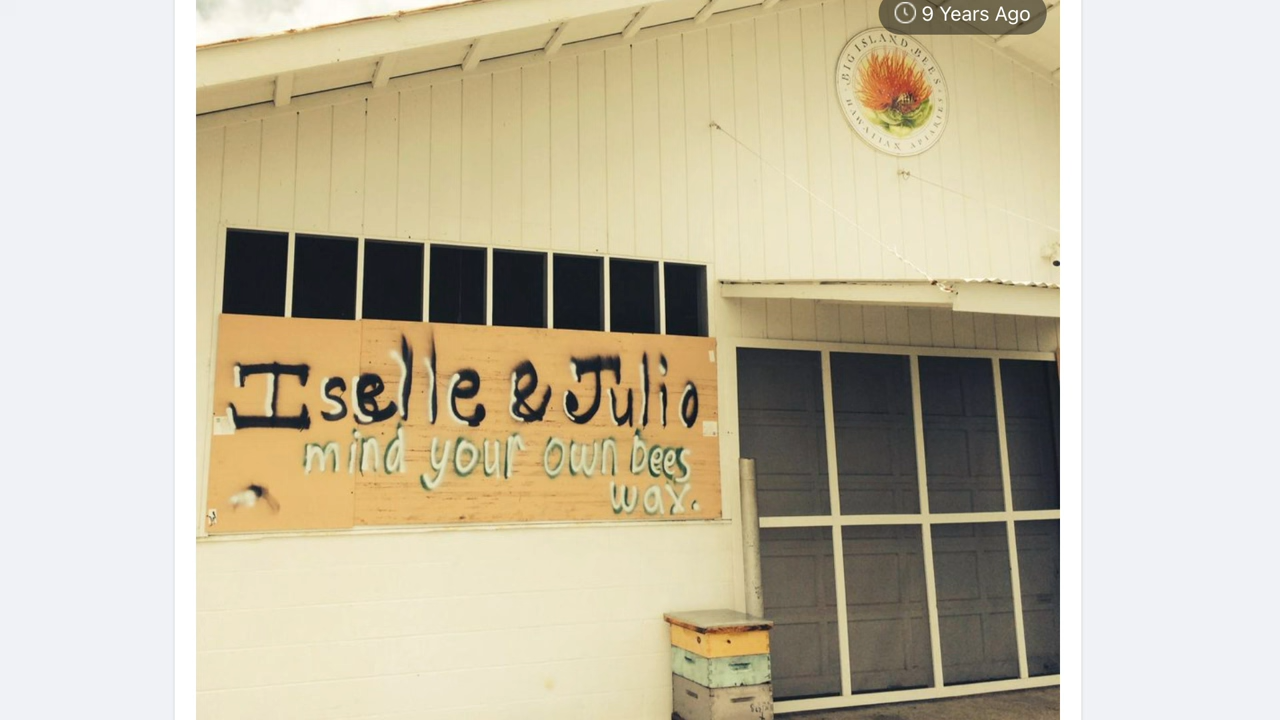 9 Years Ago
BIG ISLAND BEES
HAWAIIAN APIARIES
Iselle & Julio
mind your own bees
wax.